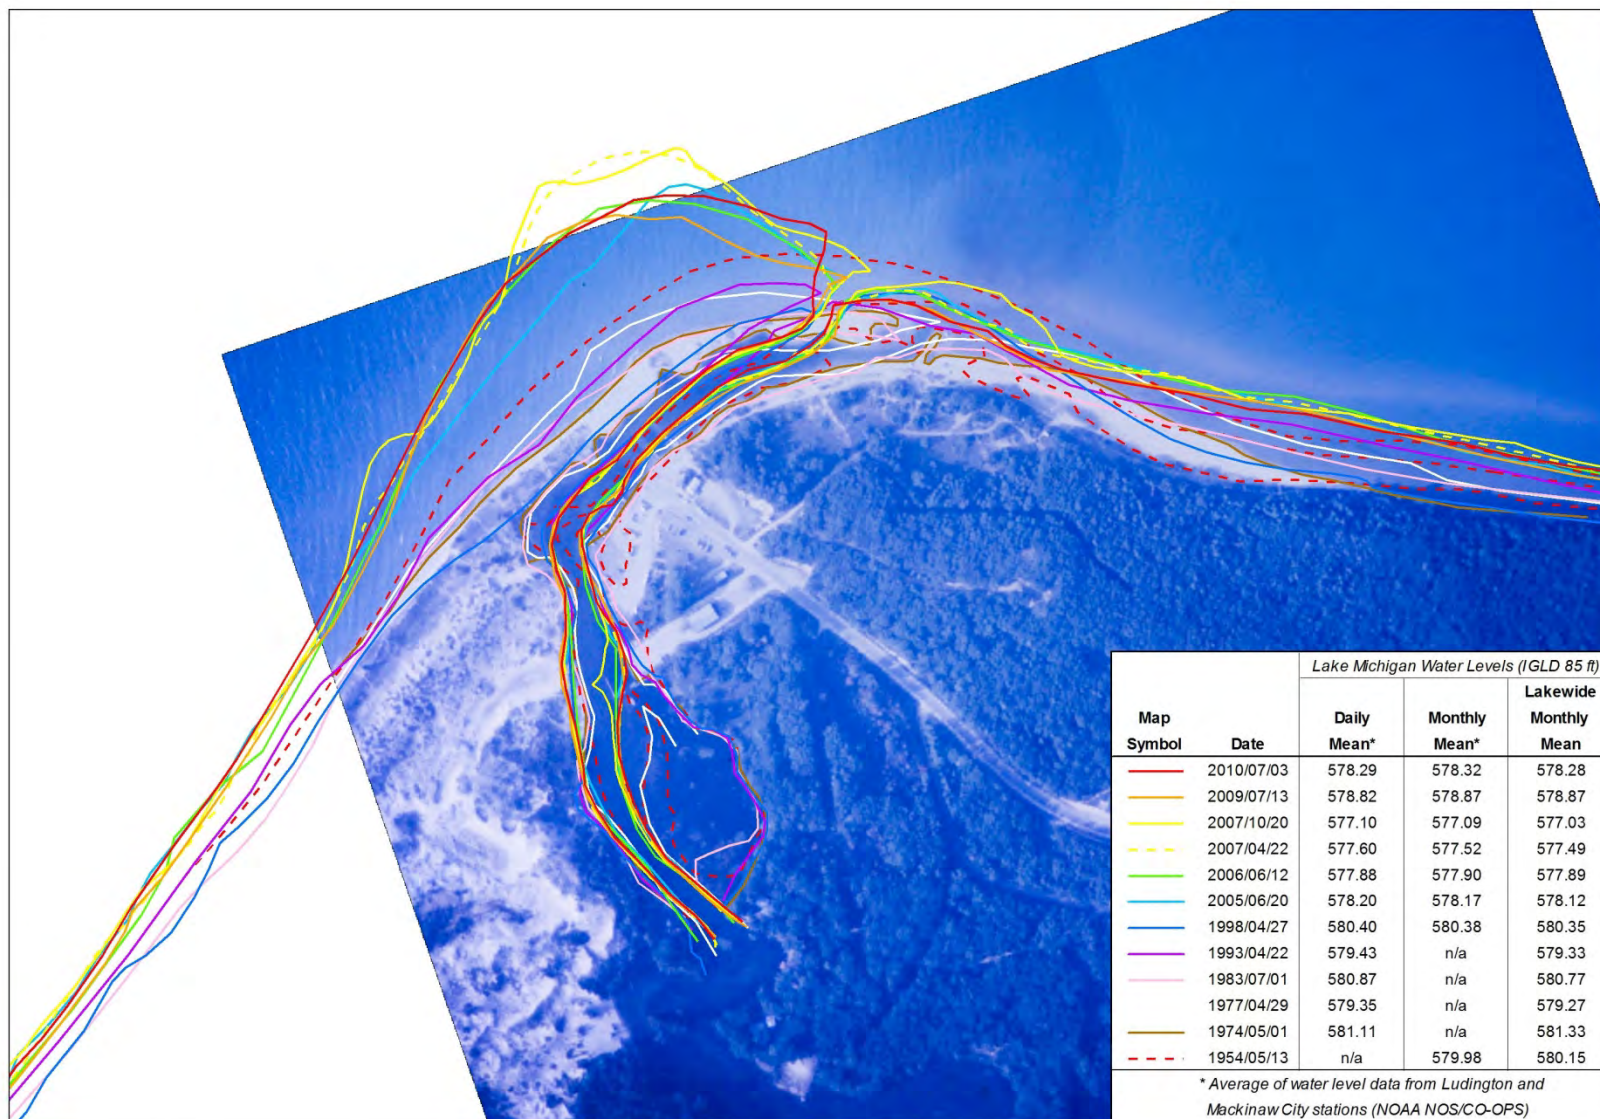 Lake Michigan Water Levels (IGLD 85 ft)
Map Symbol Date Daily Mean* Monthly Mean* Lakewide Monthly Mean
2010/07/03 578.29 578.32 578.28
2009/07/13 578.82 578.87 578.87
2007/10/20 577.10 577.09 577.03
2007/04/22 577.60 577.52 577.49
2006/06/12 577.88 577.90 577.89
2005/06/20 578.20 578.17 578.12
1998/04/27 580.40 580.38 580.35
1993/04/22 579.43 n/a 579.33
1983/07/01 580.87 n/a 580.77
1977/04/29 579.35 n/a 579.27
1974/05/01 581.11 n/a 581.33
1954/05/13 n/a 579.98 580.15
* Average of water level data from Ludington and
Mackinaw City stations (NOAA NOS/CO-OPS)